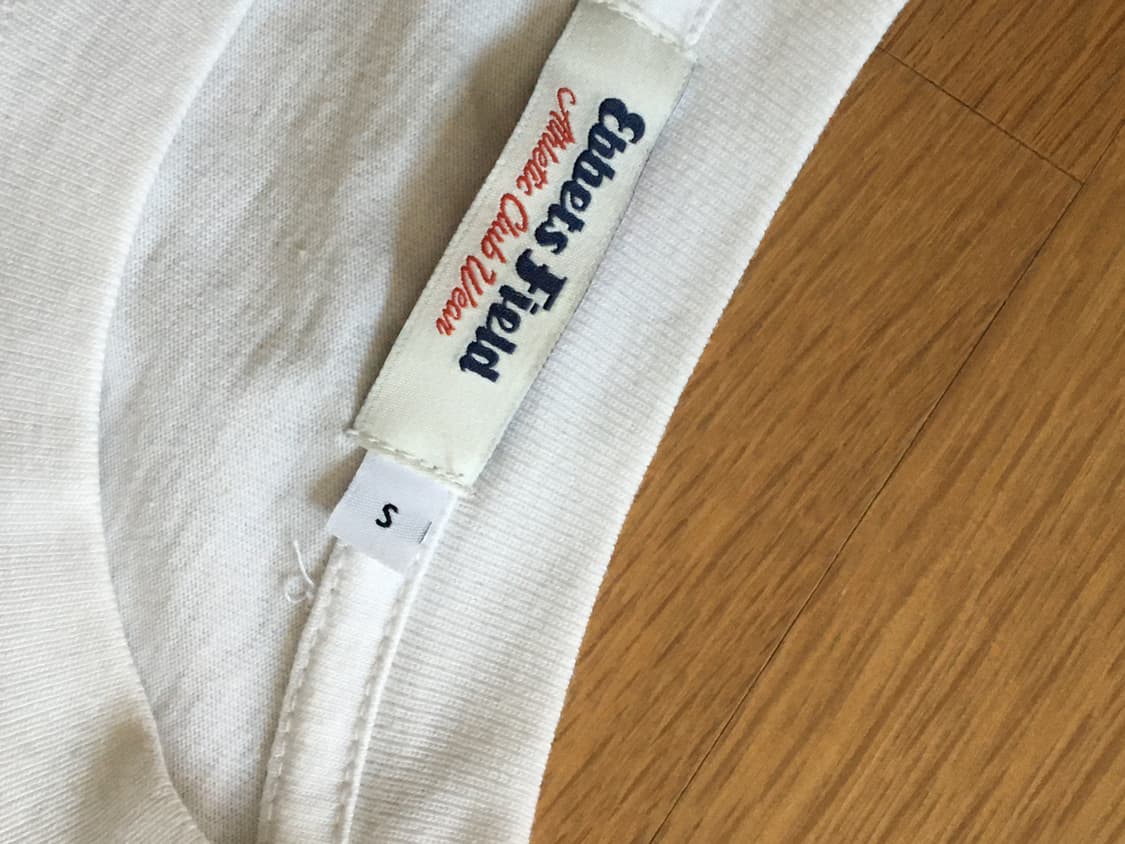 Ebbets Field
Athletic Club Wear
S